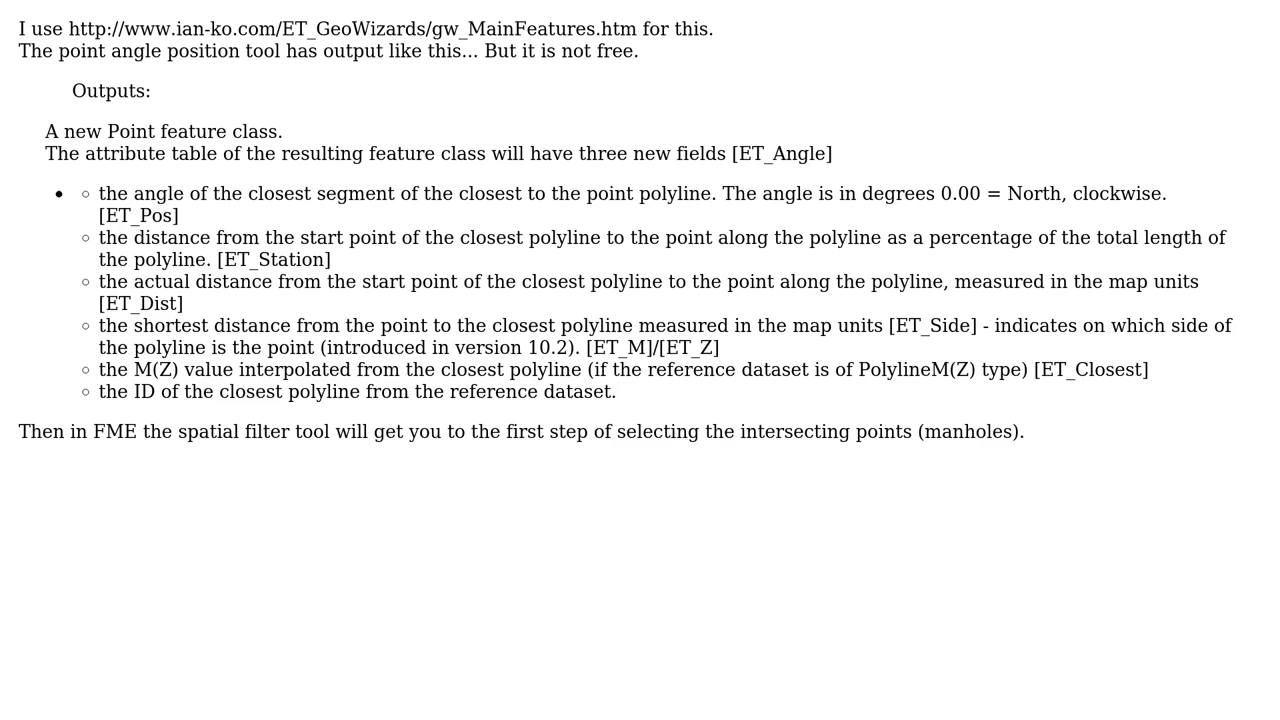 I use http://www.ian-ko.com/ET_GeoWizards/gw_MainFeatures.htm for this.
The point angle position tool has output like this... But it is not free.
Outputs:
A new Point feature class.
The attribute table of the resulting feature class will have three new fields [ET_Angle]
the angle of the closest segment of the closest to the point polyline. The angle is in degrees 0.00 = North, clockwise.
[ET_Pos]
the distance from the start point of the closest polyline to the point along the polyline as a percentage of the total length of
the polyline. [ET_Station]
the actual distance from the start point of the closest polyline to the point along the polyline, measured in the map units
[ET_Dist]
the shortest distance from the point to the closest polyline measured in the map units [ET_Side] - indicates on which side of
the polyline is the point (introduced in version 10.2). [ET_M]/[ET_Z]
the M(Z) value interpolated from the closest polyline (if the reference dataset is of PolylineM(Z) type) [ET_Closest]
the ID of the closest polyline from the reference dataset.
Then in FME the spatial filter tool will get you to the first step of selecting the intersecting points (manholes).